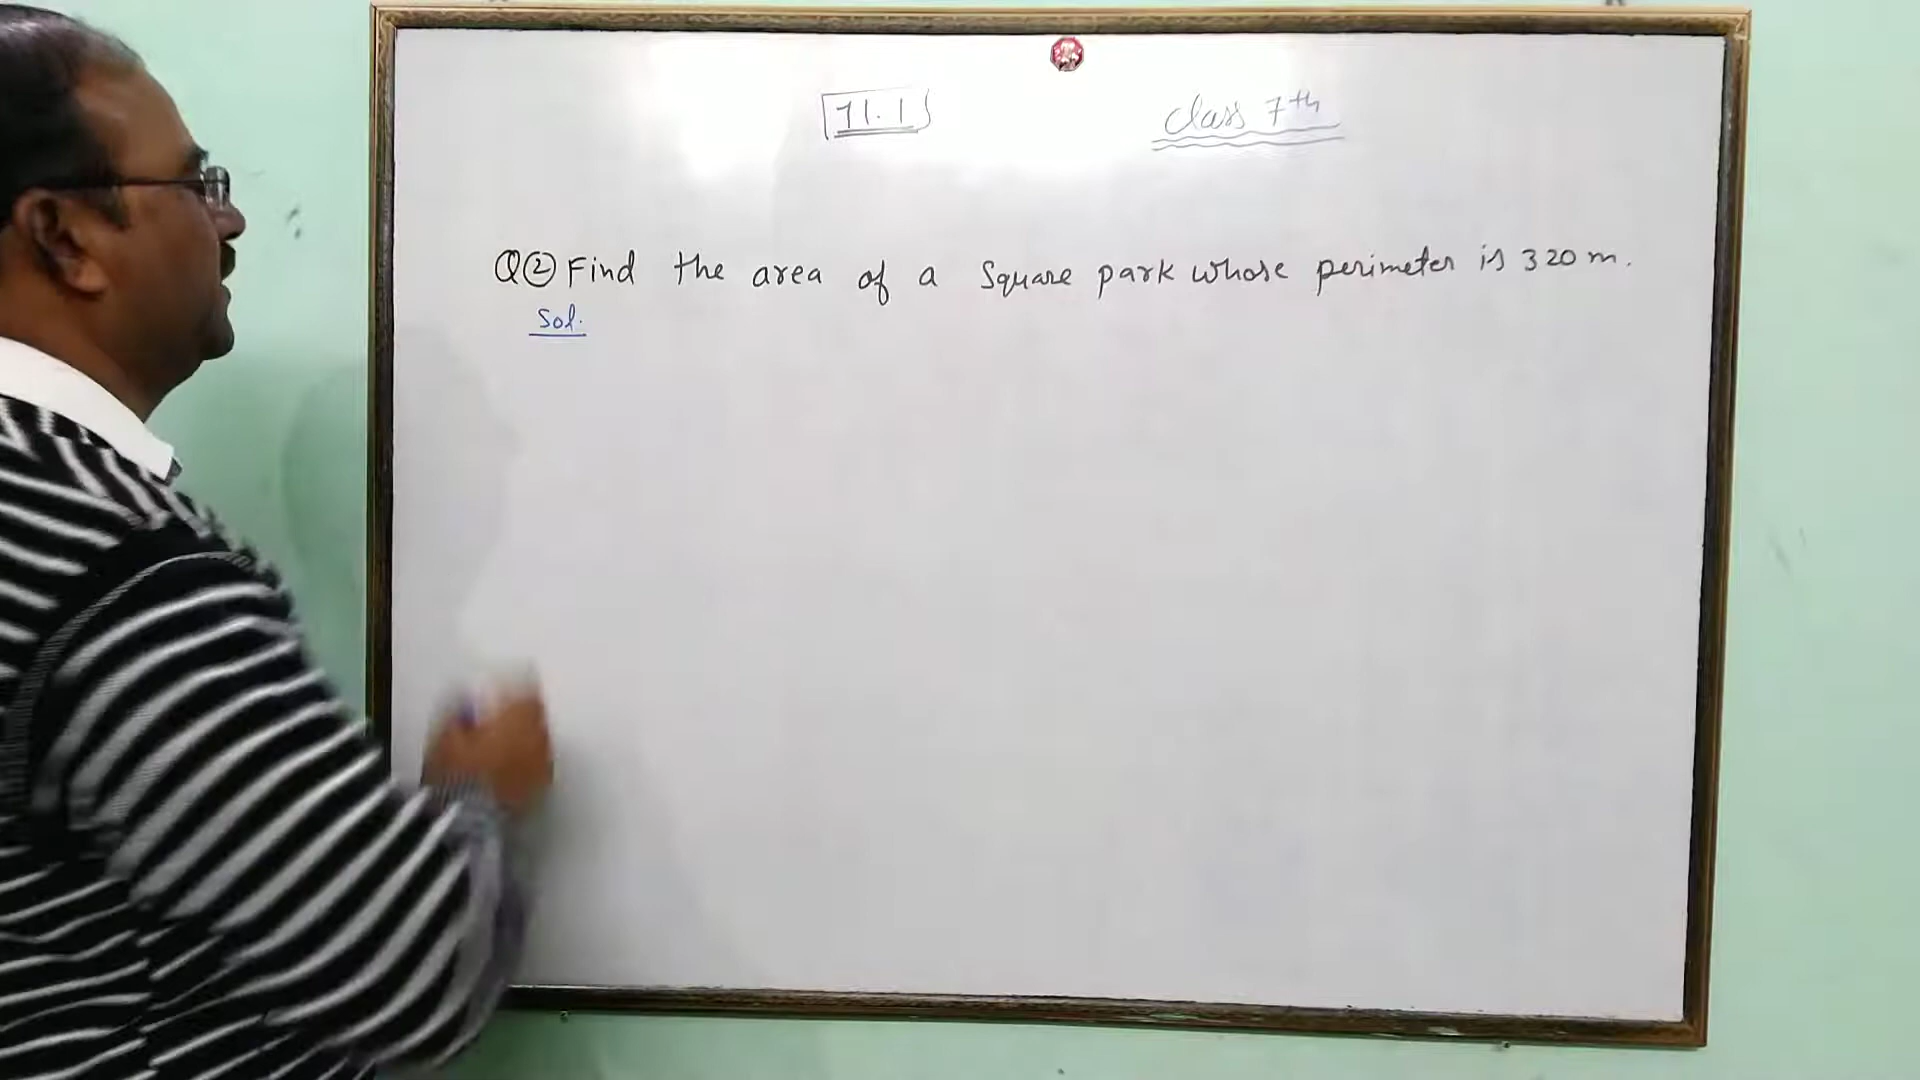 11.1
Class 7th
Q② Find the area of a square park whose perimeter is 320 m.
Sol.